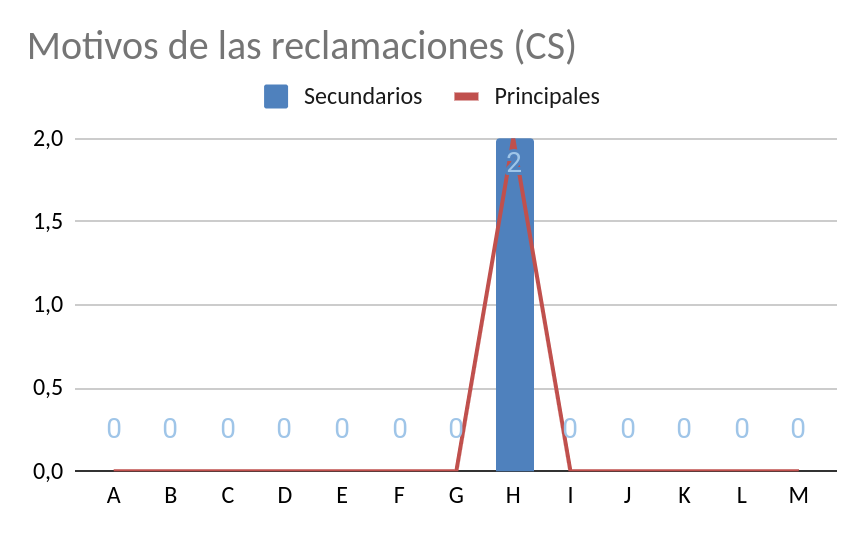 Motivos de las reclamaciones (CS)
Secundarios Principales
2,0
2
1,5
1,0
0,5
0 0 0 0 0 0 0 0 0 0 0 0
0,0
A B C D E F G H I J K L M